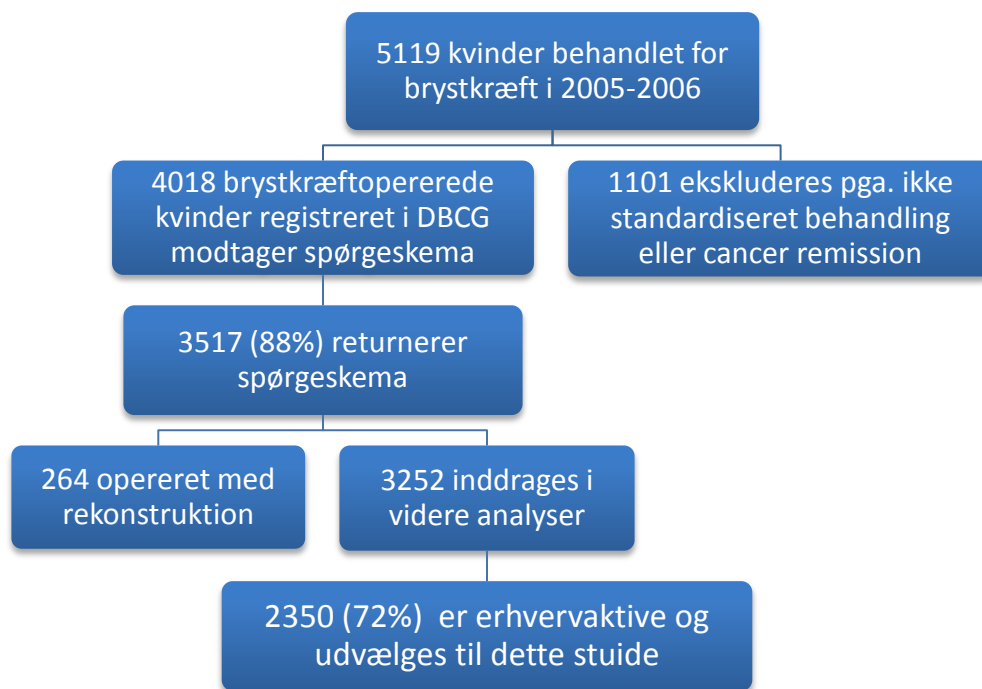 5119 kvinder behandlet for
brystkræft i 2005-2006
4018 brystkræftopererede
kvinder registreret i DBCG
modtager spørgeskema
1101 ekskluderes pga. ikke
standardiseret behandling
eller cancer remission
3517 (88%) returnerer
spørgeskema
264 opereret med
rekonstruktion
3252 inddrages i
videre analyser
2350 (72%) er erhvervaktive og
udvælges til dette stuide